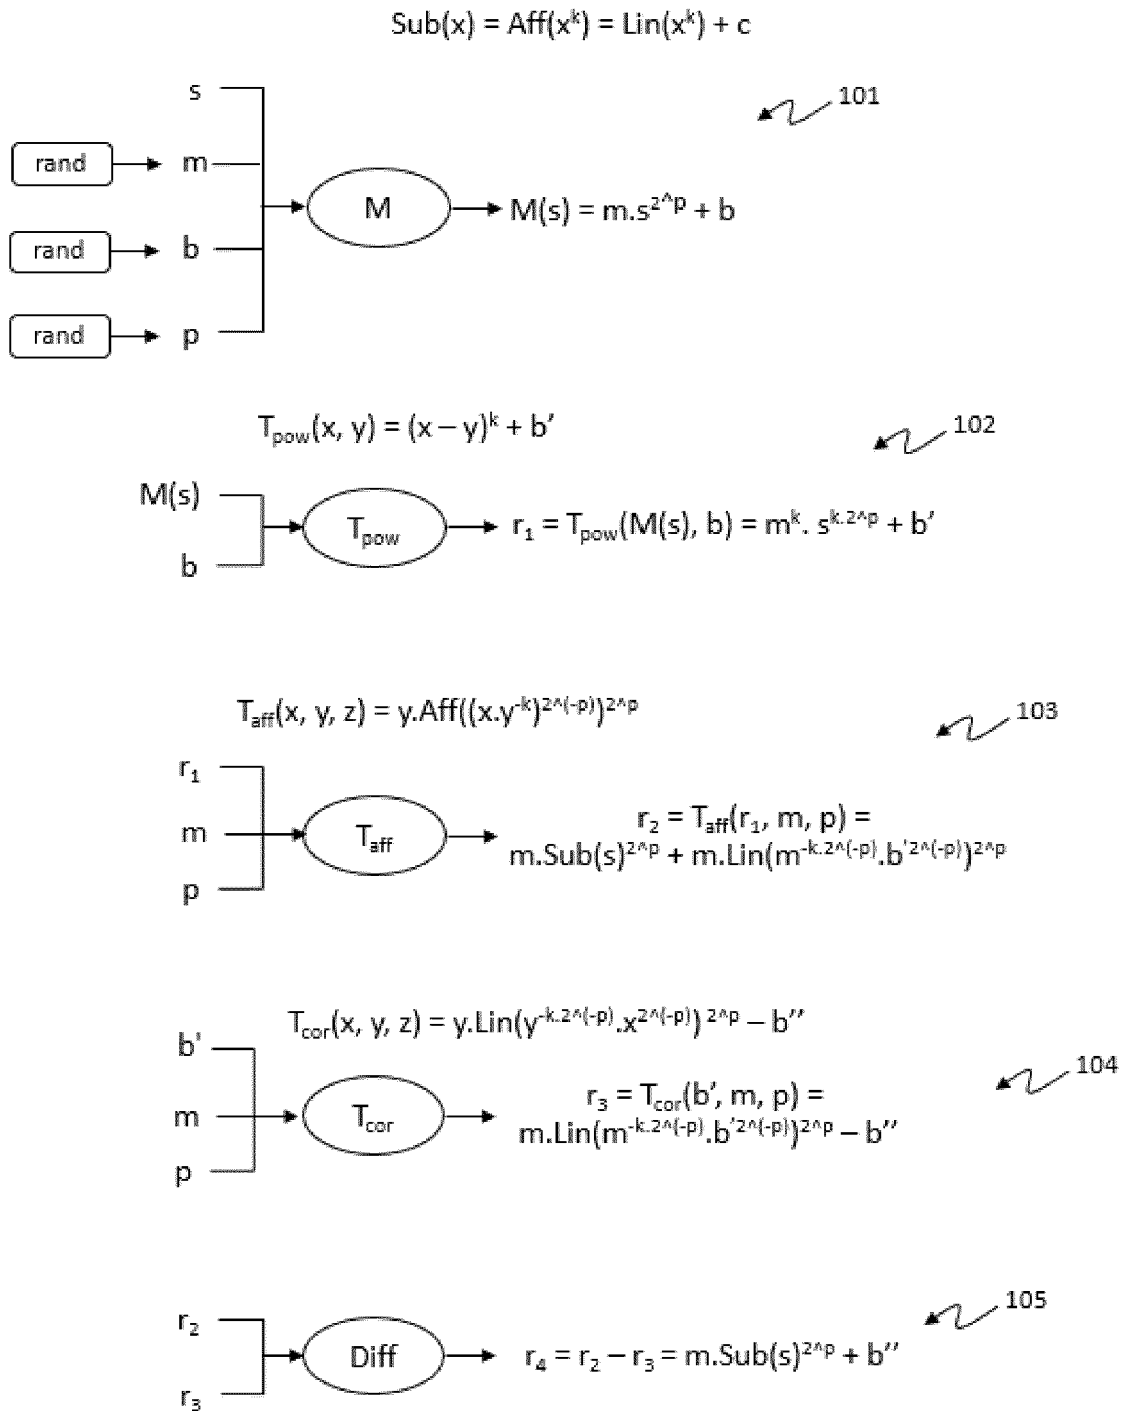 Sub(x) = Aff(x^k) = Lin(x^k) + c
101
s
rand
m
M
M(s) = m.s^2^p + b
rand
b
rand
p
T_pow(x, y) = (x – y)^k + b'
102
M(s)
T_pow
r_1 = T_pow(M(s), b) = m^k. s^k.2^p + b'
b
T_aff(x, y, z) = y.Aff((x.y^-k)^2^(-p))^2^p
103
r_1
m
T_aff
r_2 = T_aff(r_1, m, p) =
m.Sub(s)^2^p + m.Lin(m^-k.2^(-p).b'^2^(-p))^2^p
p
T_cor(x, y, z) = y.Lin(y^-k.2^(-p).x^2^(-p))^2^p – b''
104
b'
m
T_cor
r_3 = T_cor(b', m, p) =
m.Lin(m^-k.2^(-p).b'^2^(-p))^2^p – b''
p
105
r_2
Diff
r_4 = r_2 – r_3 = m.Sub(s)^2^p + b''
r_3